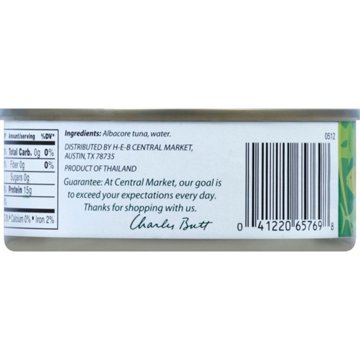 Amount/serving %DV*
Total Carb. 0g 0%
Fiber 0g 0%
Sugars 0g
Protein 15g
Calcium 0% • Iron 2%
Ingredients: Albacore tuna, water.
DISTRIBUTED BY H-E-B CENTRAL MARKET,
AUSTIN, TX 78735
PRODUCT OF THAILAND
Guarantee: At Central Market, our goal is
to exceed your expectations every day.
Thanks for shopping with us.
Charles Butt
0512
0 41220 65769 8